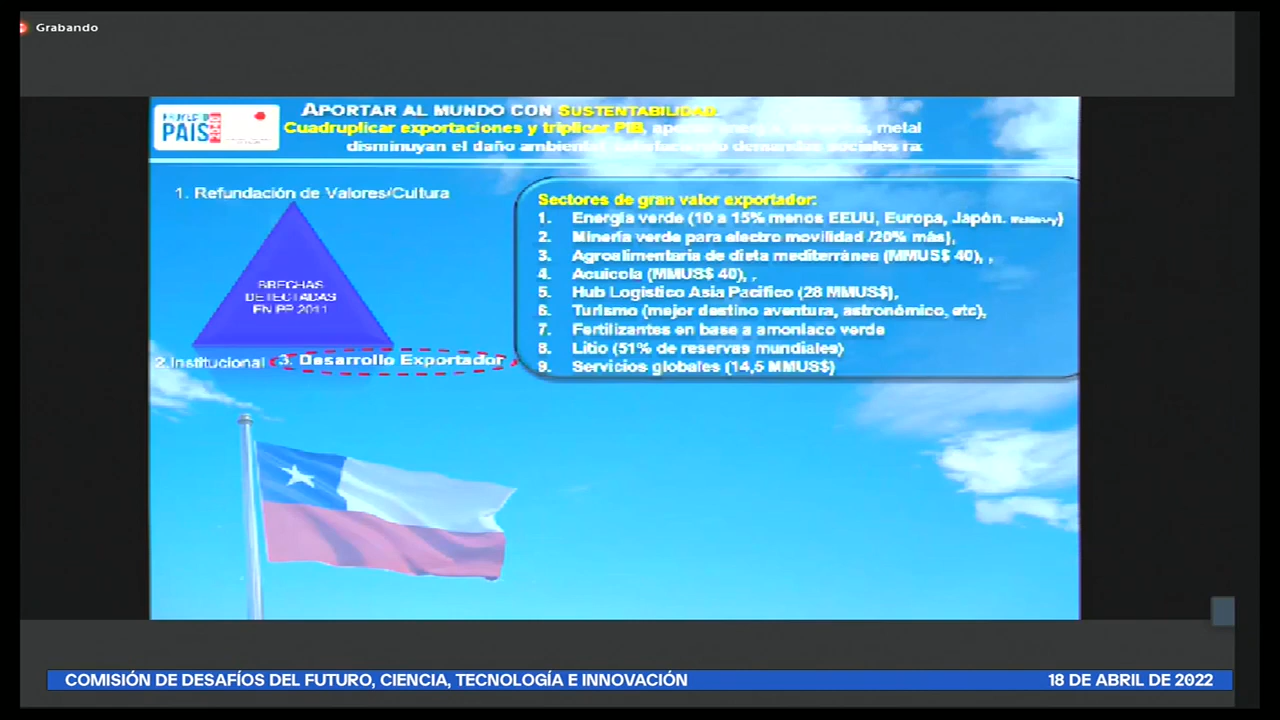 Grabando
APORTAR AL MUNDO CON SUSTENTABILIDAD
PAÍS
Cuadruplicar exportaciones y triplicar PIB, metal
disminuyan el daño ambiental demandas sociales ra
1. Refundación de Valores/Cultura
BRECHAS
DETECTADAS
EN PP 2011
2.Institucional
3. Desarrollo Exportador
Sectores de gran valor exportador:
1. Energía verde (10 a 15% menos EEUU, Europa, Japón.
2. Minería verde para electro movilidad /20% más),
3. Agroalimentaria de dieta mediterránea (MMUS$ 40), ,
4. Acuícola (MMUS$ 40), ,
5. Hub Logístico Asia Pacífico (28 MMUS$),
6. Turismo (mejor destino aventura, astronómico, etc),
7. Fertilizantes en base a amoníaco verde
8. Litio (51% de reservas mundiales)
9. Servicios globales (14,5 MMUS$)
COMISIÓN DE DESAFÍOS DEL FUTURO, CIENCIA, TECNOLOGÍA E INNOVACIÓN
18 DE ABRIL DE 2022